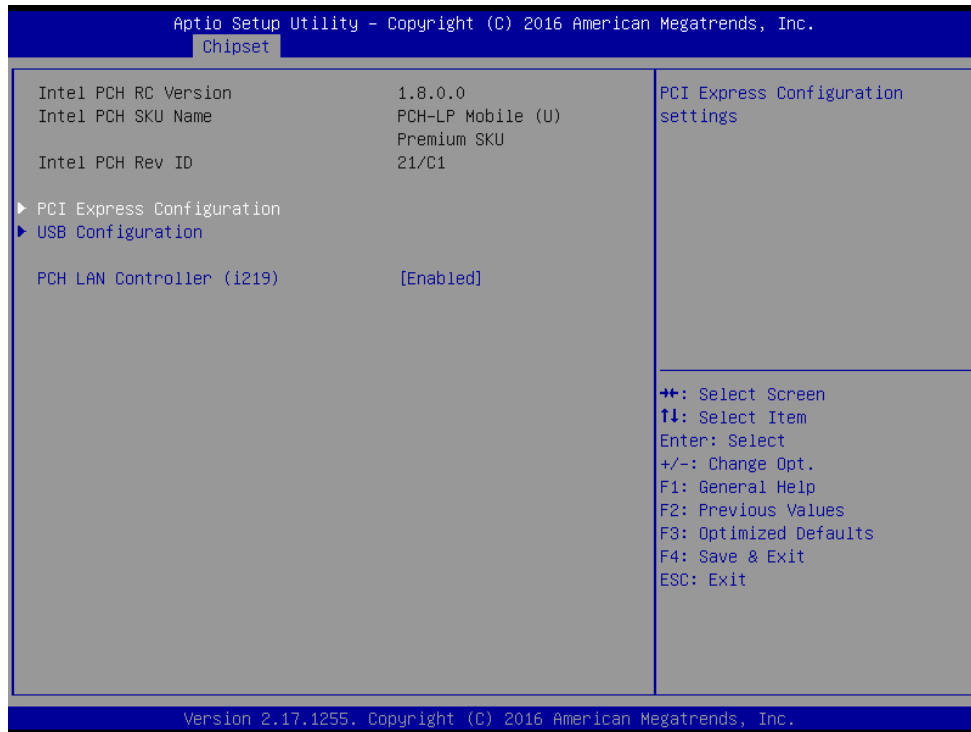 Aptio Setup Utility – Copyright (C) 2016 American Megatrends, Inc.
Chipset
Intel PCH RC Version 1.8.0.0
Intel PCH SKU Name PCH-LP Mobile (U)
Premium SKU
Intel PCH Rev ID 21/C1
▶ PCI Express Configuration
▶ USB Configuration
PCH LAN Controller (i219) [Enabled]
PCI Express Configuration
settings
→←: Select Screen
↑↓: Select Item
Enter: Select
+/-: Change Opt.
F1: General Help
F2: Previous Values
F3: Optimized Defaults
F4: Save & Exit
ESC: Exit
Version 2.17.1255. Copyright (C) 2016 American Megatrends, Inc.